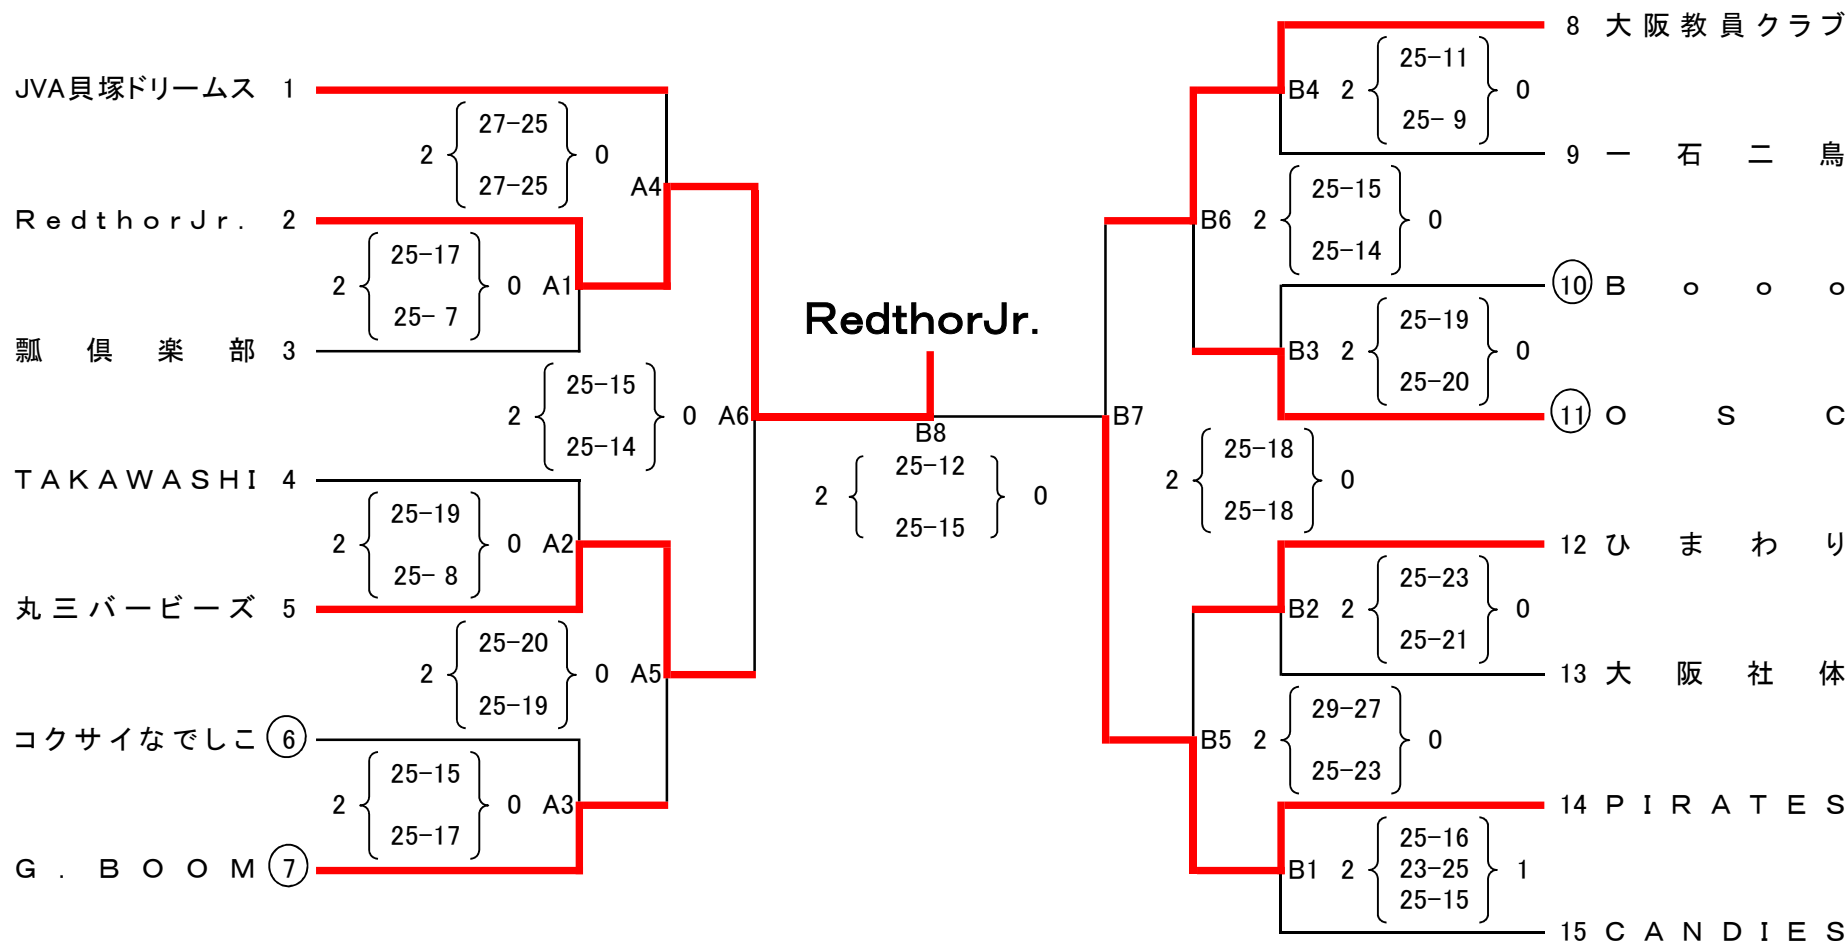 8 大阪教員クラブ
25-11
JVA貝塚ドリームス 1
B4 2 0
27-25
25- 9
2 0
9 一石二鳥
27-25
A4
25-15
RedthorJr. 2
B6 2 0
25-17
25-14
2 0 A1
10 Booo
25- 7
RedthorJr.
25-19
瓢倶楽部 3
B3 2 0
25-15
25-20
2 0 A6
B7
11 OSC
B8
25-14
25-12
25-18
TAKAWASHI 4
2 0
2 0
25-19
25-15
25-18
2 0 A2
12 ひまわり
25- 8
25-23
丸三バービーズ 5
B2 2 0
25-20
25-21
2 0 A5
13 大阪社体
25-19
29-27
コクサイなでしこ 6
B5 2 0
25-15
25-23
2 0 A3
14 PIRATES
25-17
25-16
G.BOOM 7
B1 2 23-25 1
25-15
15 CANDIES